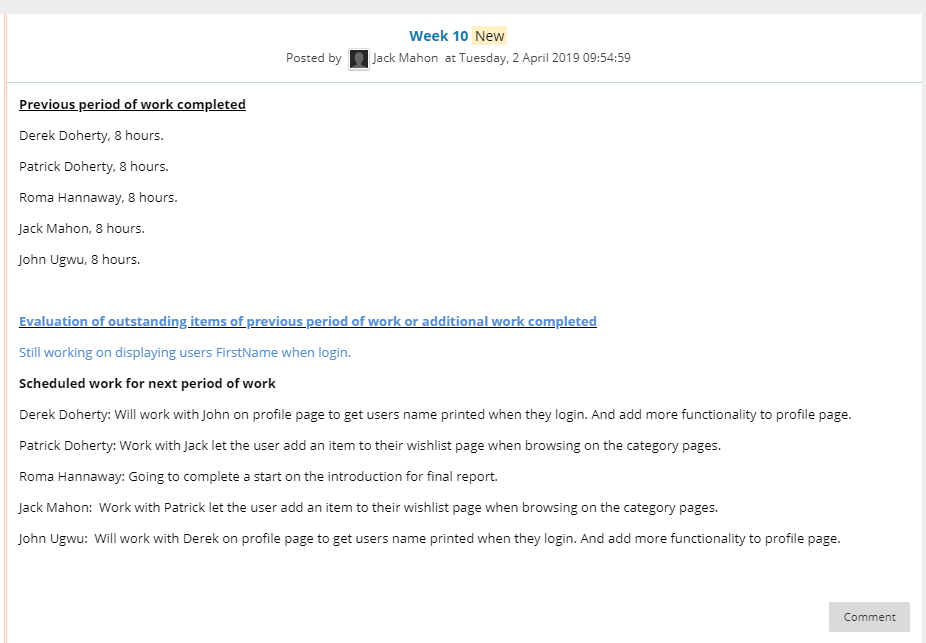 Week 10 New
Posted by Jack Mahon at Tuesday, 2 April 2019 09:54:59
Previous period of work completed
Derek Doherty, 8 hours.
Patrick Doherty, 8 hours.
Roma Hannaway, 8 hours.
Jack Mahon, 8 hours.
John Ugwu, 8 hours.
Evaluation of outstanding items of previous period of work or additional work completed
Still working on displaying users FirstName when login.
Scheduled work for next period of work
Derek Doherty: Will work with John on profile page to get users name printed when they login. And add more functionality to profile page.
Patrick Doherty: Work with Jack let the user add an item to their wishlist page when browsing on the category pages.
Roma Hannaway: Going to complete a start on the introduction for final report.
Jack Mahon:  Work with Patrick let the user add an item to their wishlist page when browsing on the category pages.
John Ugwu:  Will work with Derek on profile page to get users name printed when they login. And add more functionality to profile page.
Comment